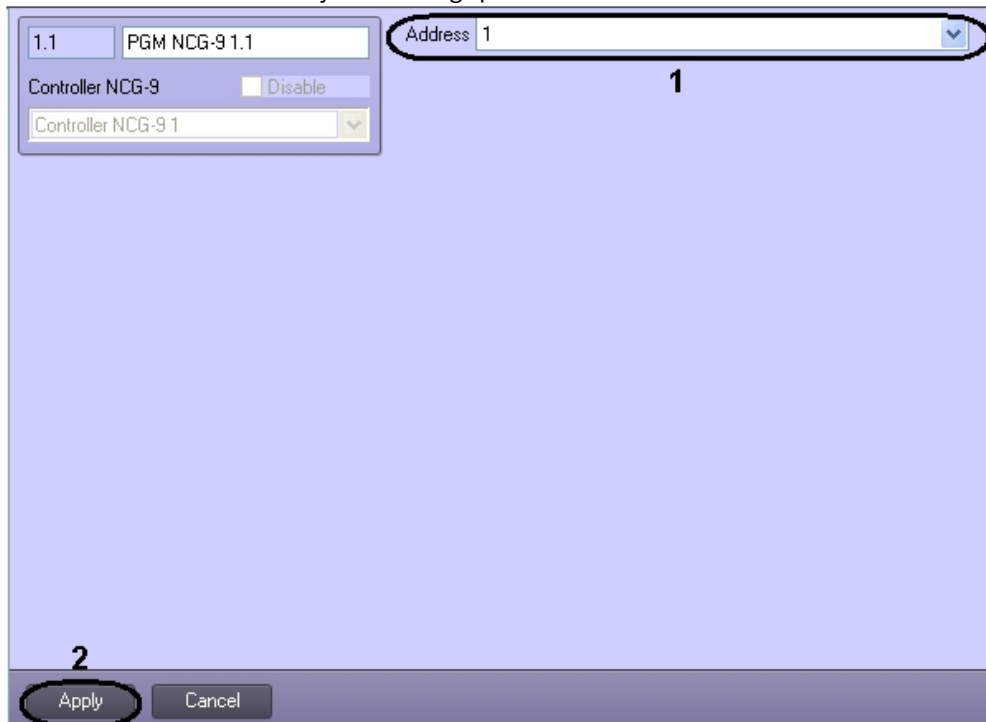 1.1 PGM NCG-9 1.1
Address 1
1
Controller NCG-9 Disable
Controller NCG-9 1
2
Apply Cancel